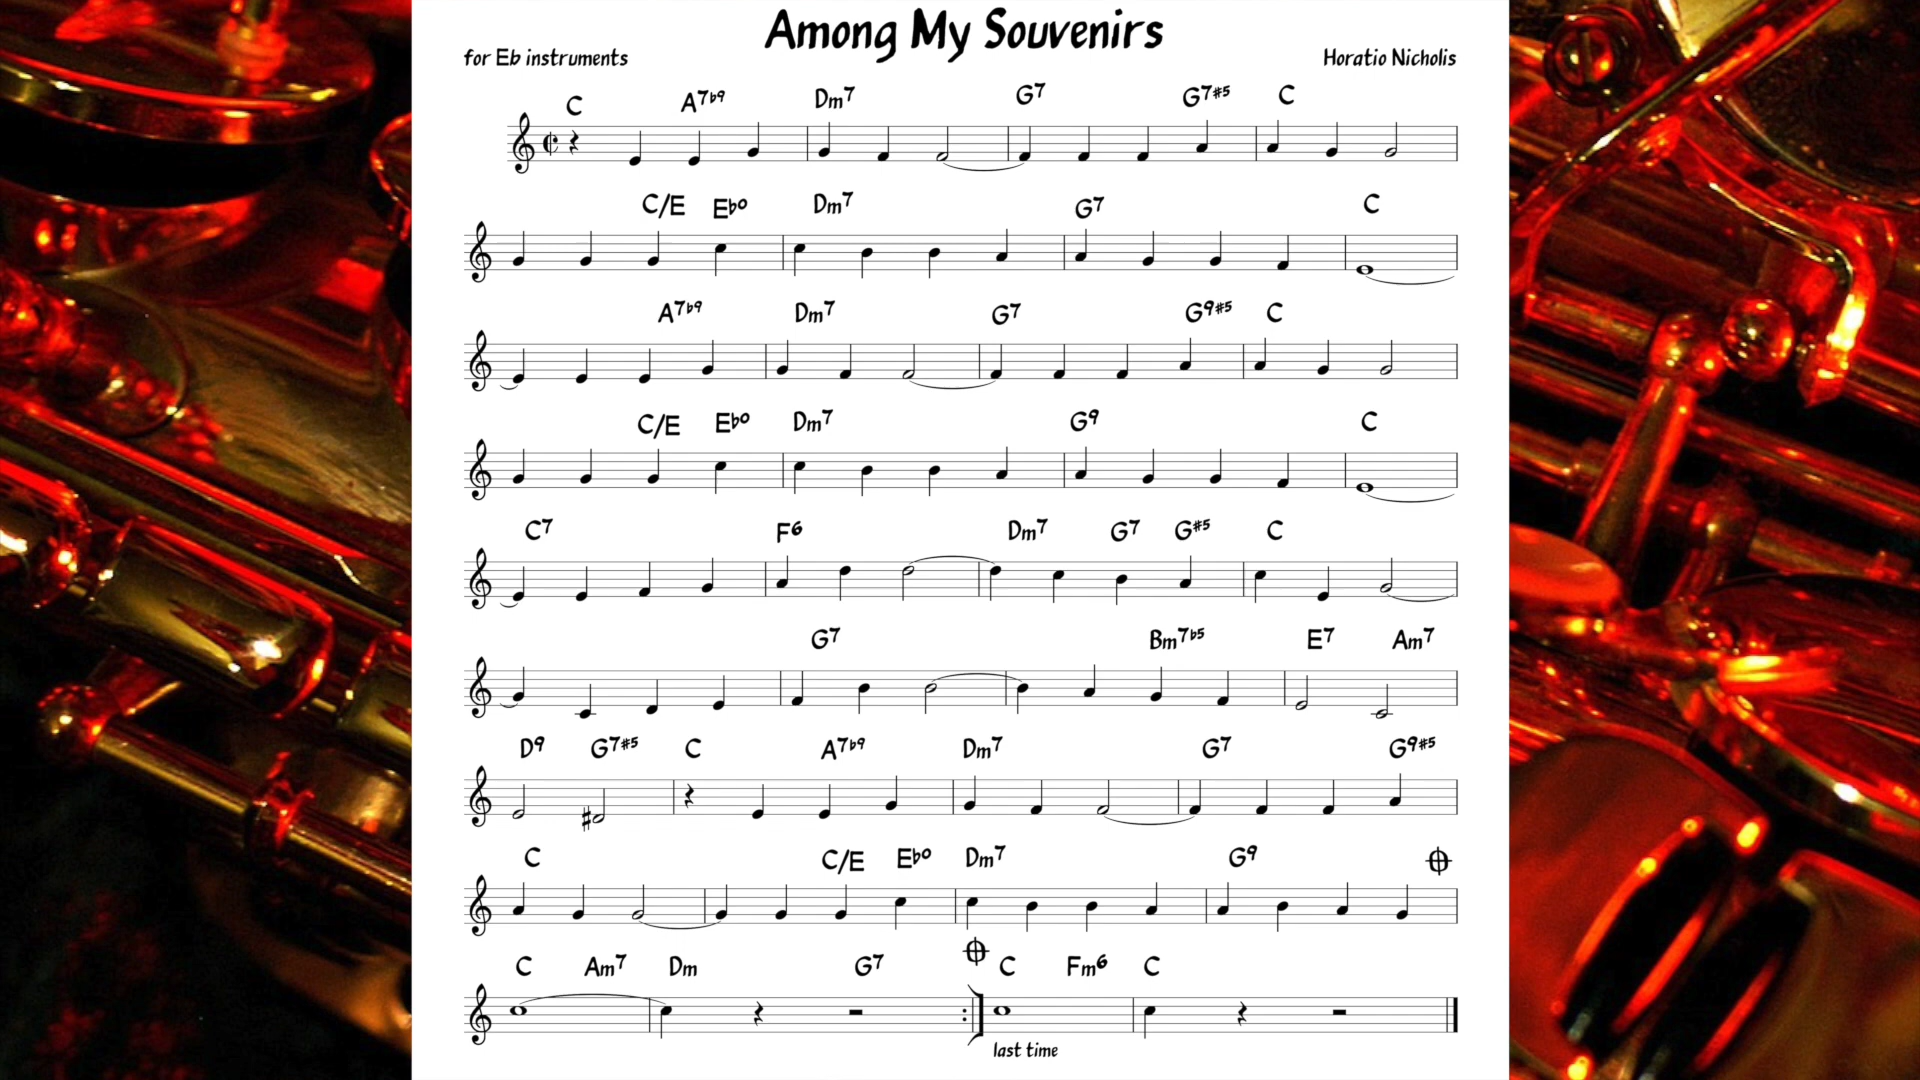 Among My Souvenirs
for Eb instruments Horatio Nicholis
C A7b9 Dm7 G7 G7#5 C
C/E Ebo Dm7 G7 C
A7b9 Dm7 G7 G9#5 C
C/E Ebo Dm7 G9 C
C7 F6 Dm7 G7 G#5 C
G7 Bm7b5 E7 Am7
D9 G7#5 C A7b9 Dm7 G7 G9#5
C C/E Ebo Dm7 G9
C Am7 Dm G7 C Fm6 C
last time